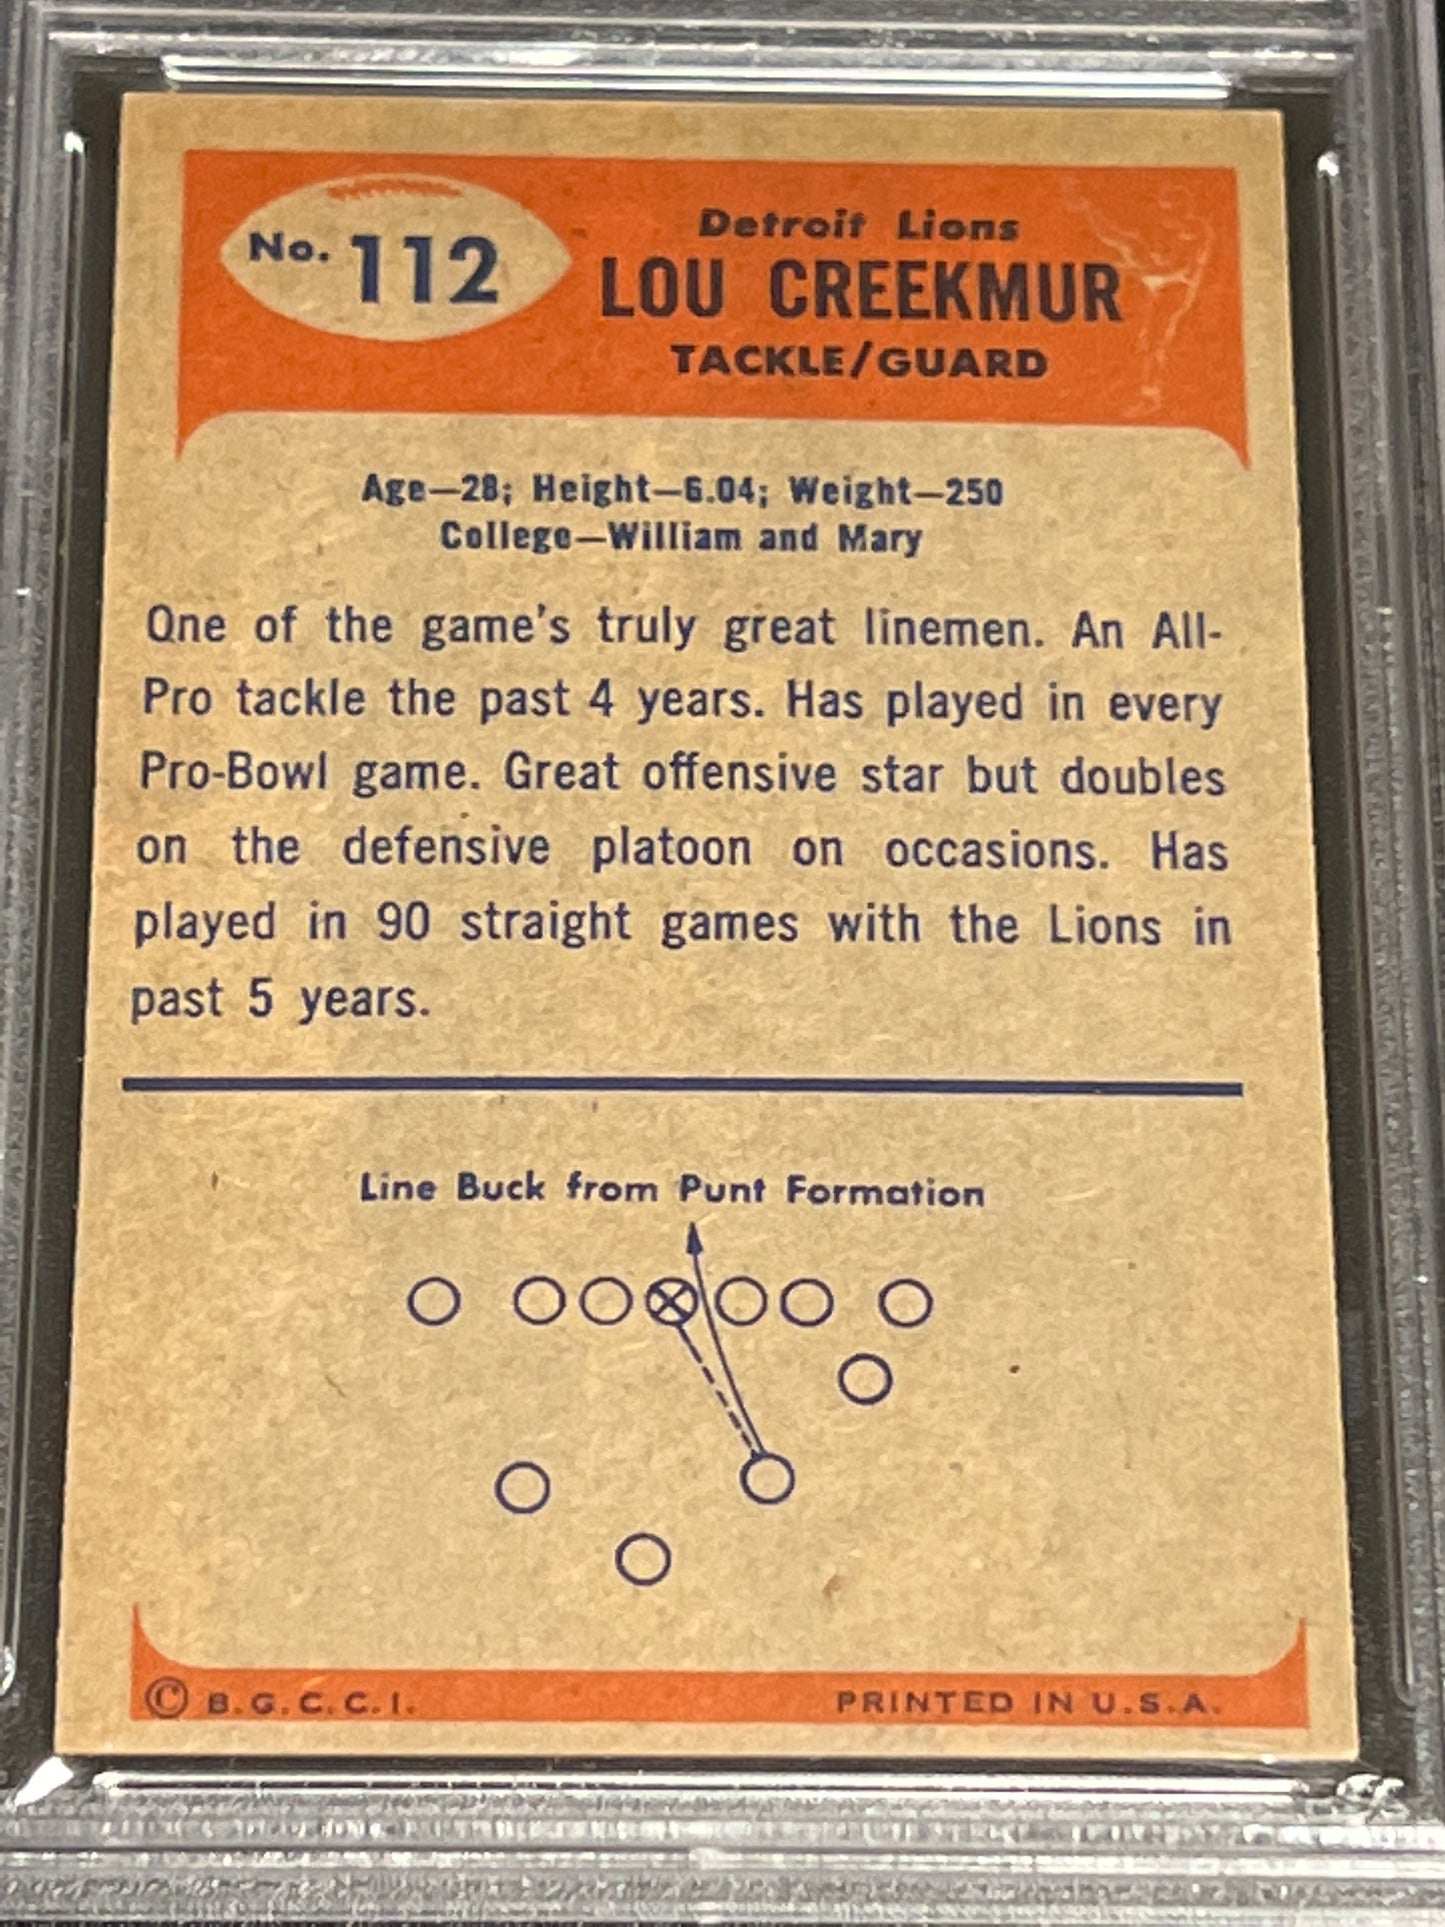 No. 112
Detroit Lions
LOU CREEKMUR
TACKLE/GUARD
Age—28; Height—6.04; Weight—250
College—William and Mary
One of the game's truly great linemen. An All-
Pro tackle the past 4 years. Has played in every
Pro-Bowl game. Great offensive star but doubles
on the defensive platoon on occasions. Has
played in 90 straight games with the Lions in
past 5 years.
Line Buck from Punt Formation
© B.G.C.C.I. PRINTED IN U.S.A.